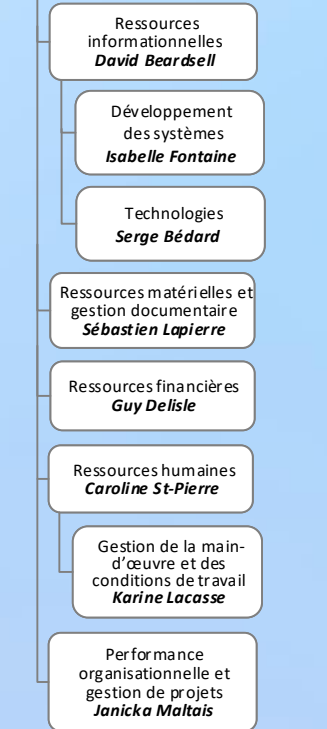 Ressources
informationnelles
David Beardsell
Développement
des systèmes
Isabelle Fontaine
Technologies
Serge Bédard
Ressources matérielles et
gestion documentaire
Sébastien Lapierre
Ressources financières
Guy Delisle
Ressources humaines
Caroline St-Pierre
Gestion de la main-
d'œuvre et des
conditions de travail
Karine Lacasse
Performance
organisationnelle et
gestion de projets
Janicka Maltais